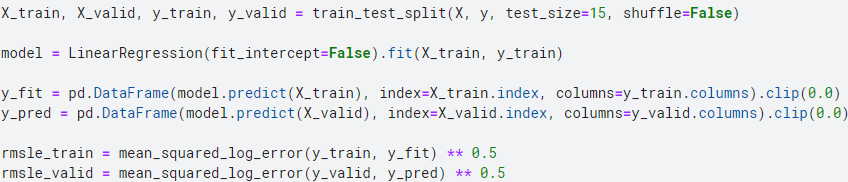 X_train, X_valid, y_train, y_valid = train_test_split(X, y, test_size=15, shuffle=False)
model = LinearRegression(fit_intercept=False).fit(X_train, y_train)
y_fit = pd.DataFrame(model.predict(X_train), index=X_train.index, columns=y_train.columns).clip(0.0)
y_pred = pd.DataFrame(model.predict(X_valid), index=X_valid.index, columns=y_valid.columns).clip(0.0)
rmsle_train = mean_squared_log_error(y_train, y_fit) ** 0.5
rmsle_valid = mean_squared_log_error(y_valid, y_pred) ** 0.5